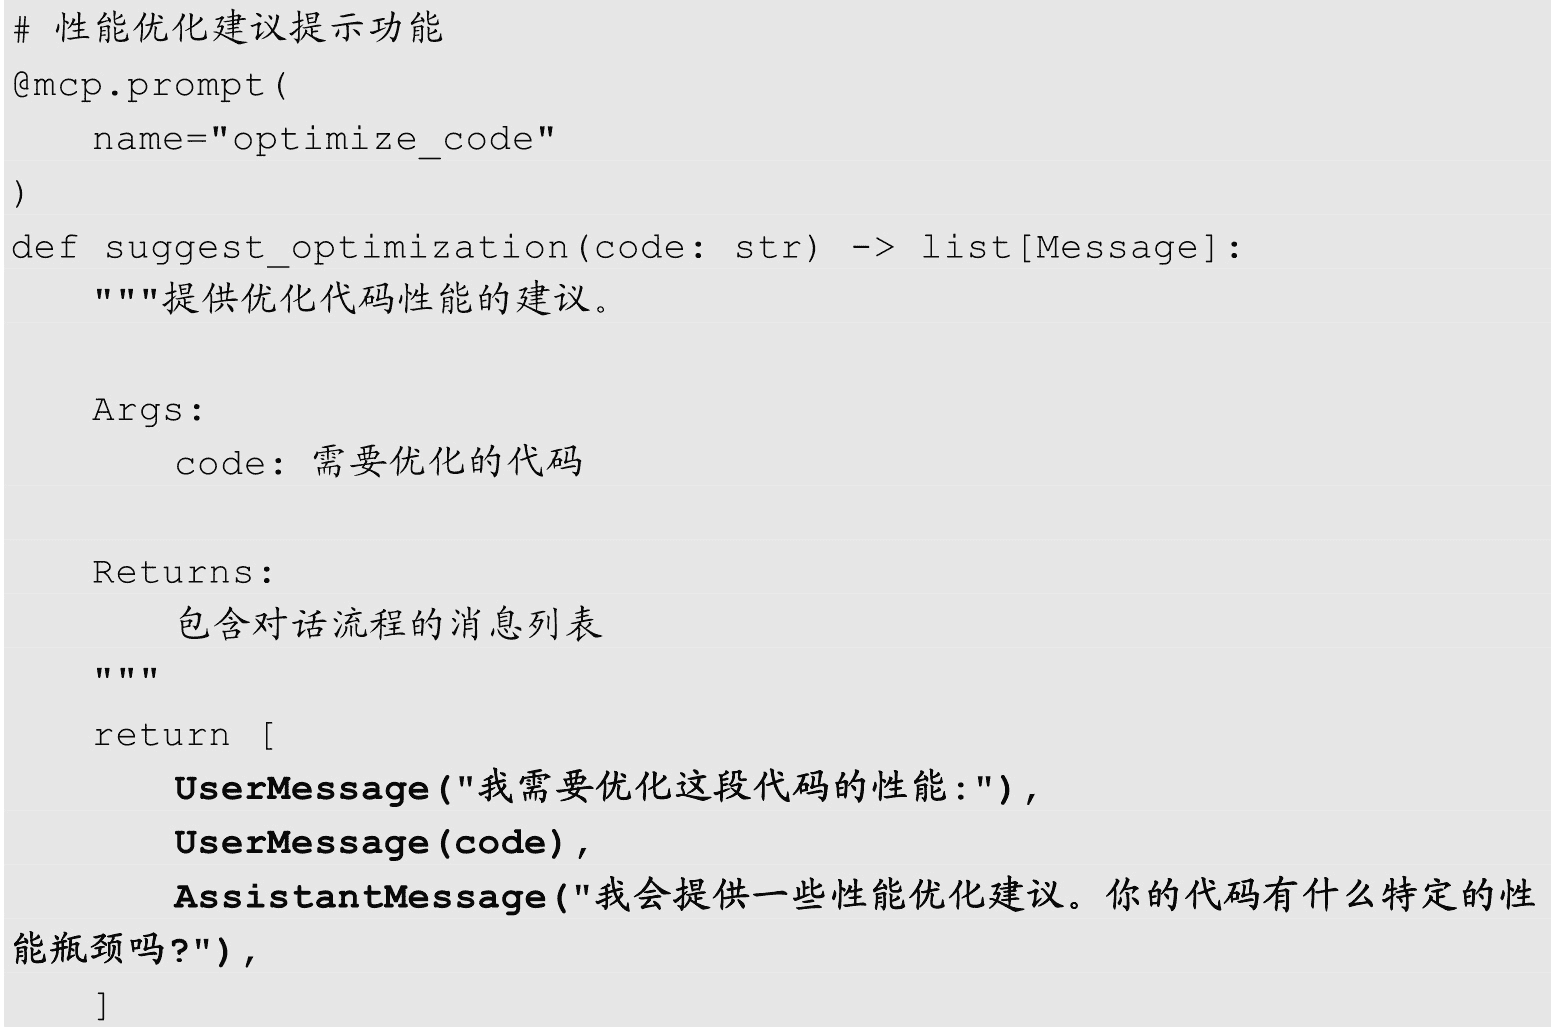 # 性能优化建议提示功能
@mcp.prompt(
    name="optimize_code"
)
def suggest_optimization(code: str) -> list[Message]:
    """提供优化代码性能的建议。

    Args:
        code: 需要优化的代码

    Returns:
        包含对话流程的消息列表
    """
    return [
        UserMessage("我需要优化这段代码的性能:"),
        UserMessage(code),
        AssistantMessage("我会提供一些性能优化建议。你的代码有什么特定的性
能瓶颈吗?"),
    ]